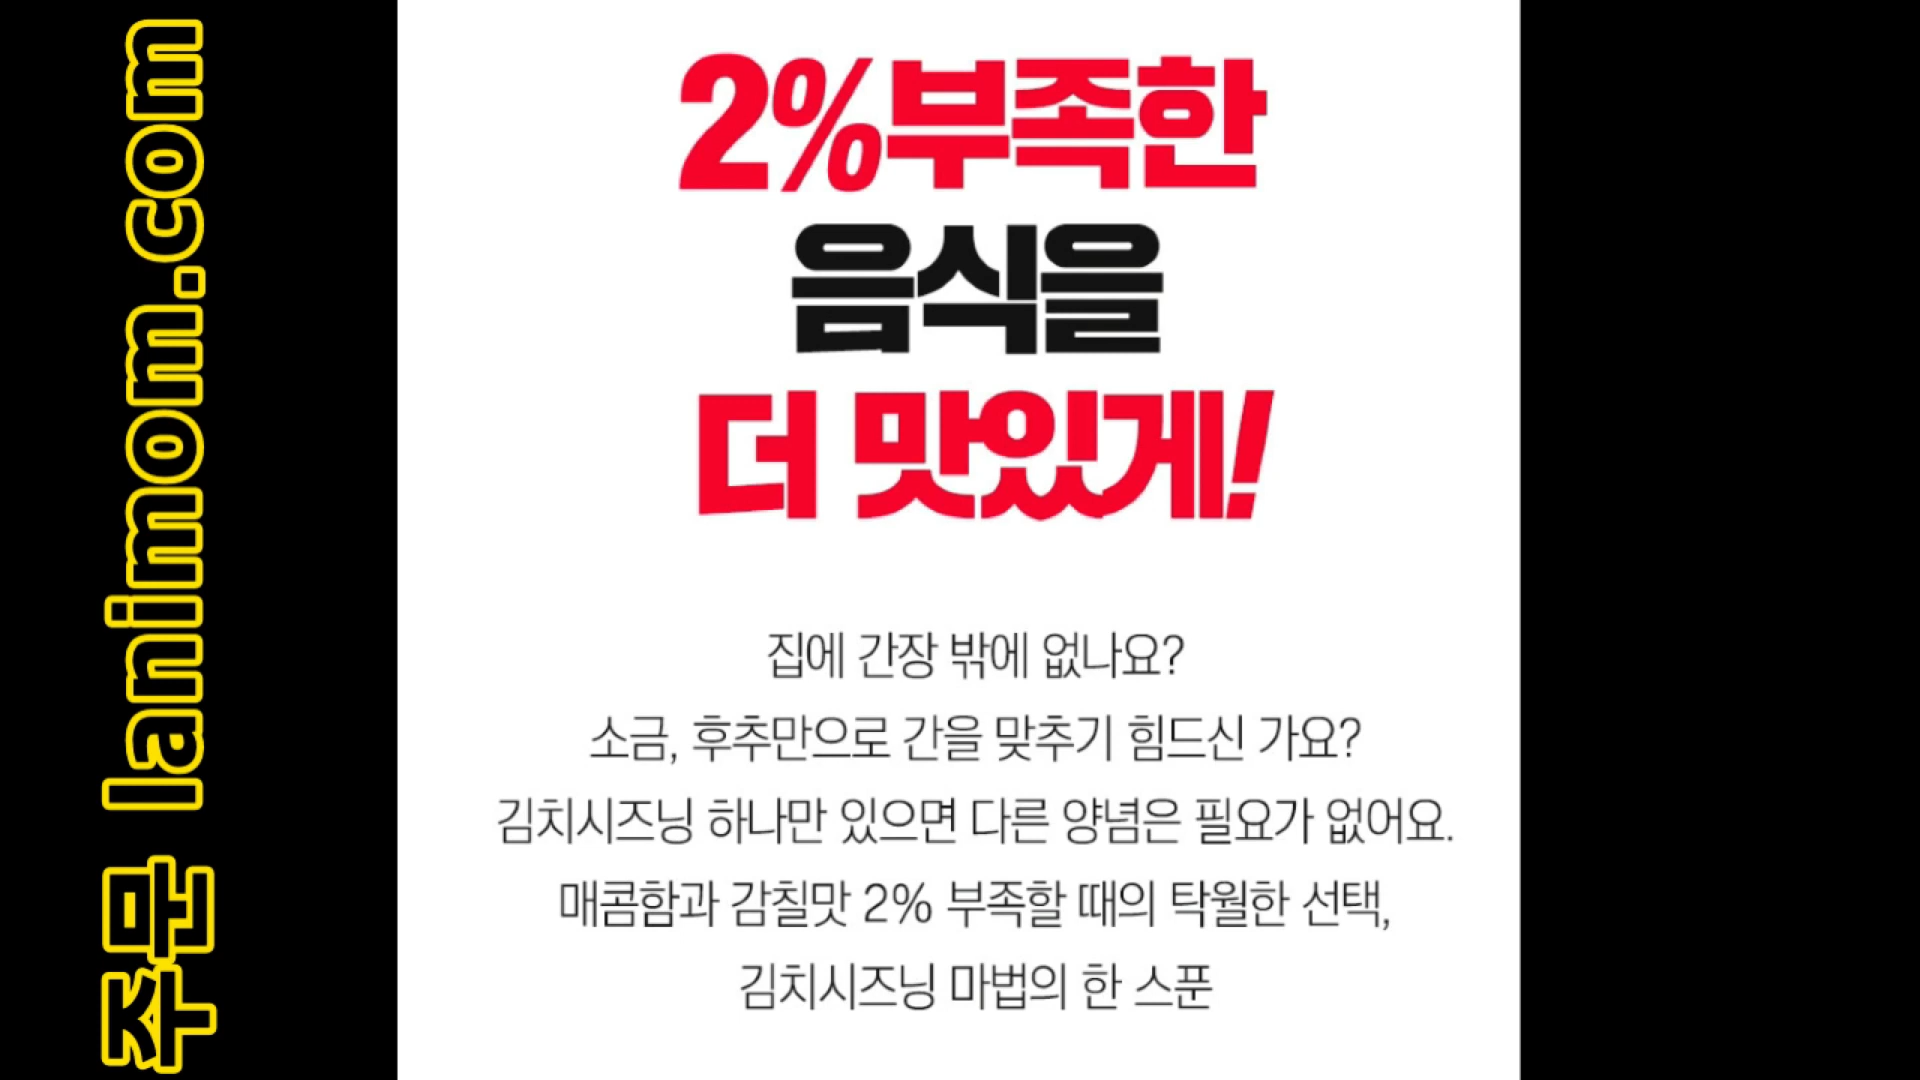 주문 lanimom.com
2%부족한
음식을
더 맛있게!
집에 간장 밖에 없나요?
소금, 후추만으로 간을 맞추기 힘드신 가요?
김치시즈닝 하나만 있으면 다른 양념은 필요가 없어요.
매콤함과 감칠맛 2% 부족할 때의 탁월한 선택,
김치시즈닝 마법의 한 스푼